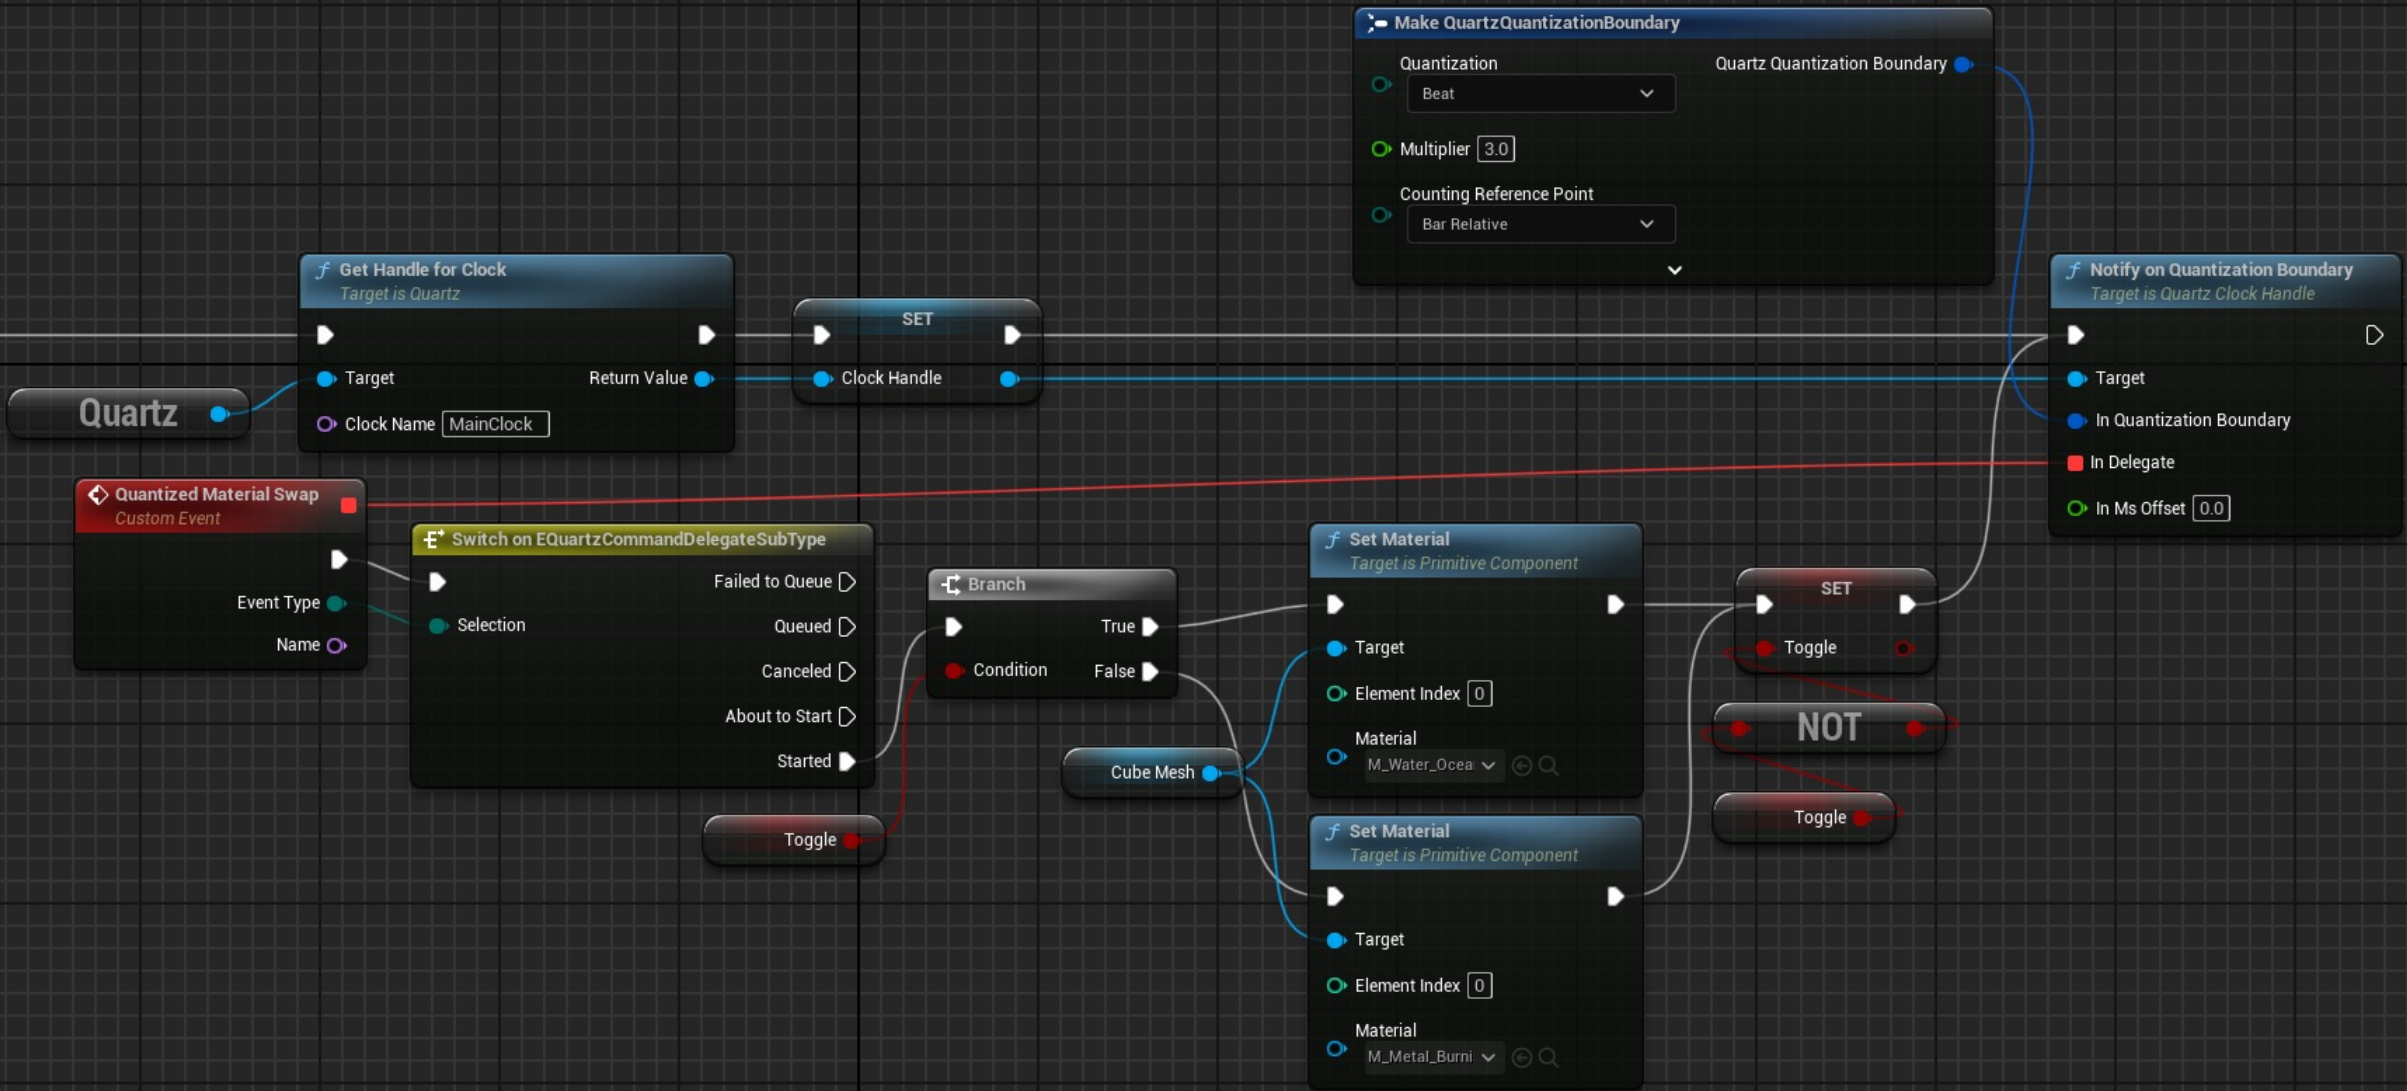 Make QuartzQuantizationBoundary
Quantization
Quartz Quantization Boundary
Beat
Multiplier 3.0
Counting Reference Point
Bar Relative
Get Handle for Clock
Target is Quartz
Target
Return Value
Clock Name MainClock
Quartz
SET
Clock Handle
Notify on Quantization Boundary
Target is Quartz Clock Handle
Target
In Quantization Boundary
In Delegate
In Ms Offset 0.0
Quantized Material Swap
Custom Event
Event Type
Name
Switch on EQuartzCommandDelegateSubType
Failed to Queue
Selection
Queued
Canceled
About to Start
Started
Toggle
Branch
True
Condition
False
Cube Mesh
Set Material
Target is Primitive Component
Target
Element Index 0
Material
M_Water_Ocea
Set Material
Target is Primitive Component
Target
Element Index 0
Material
M_Metal_Burni
SET
Toggle
NOT
Toggle